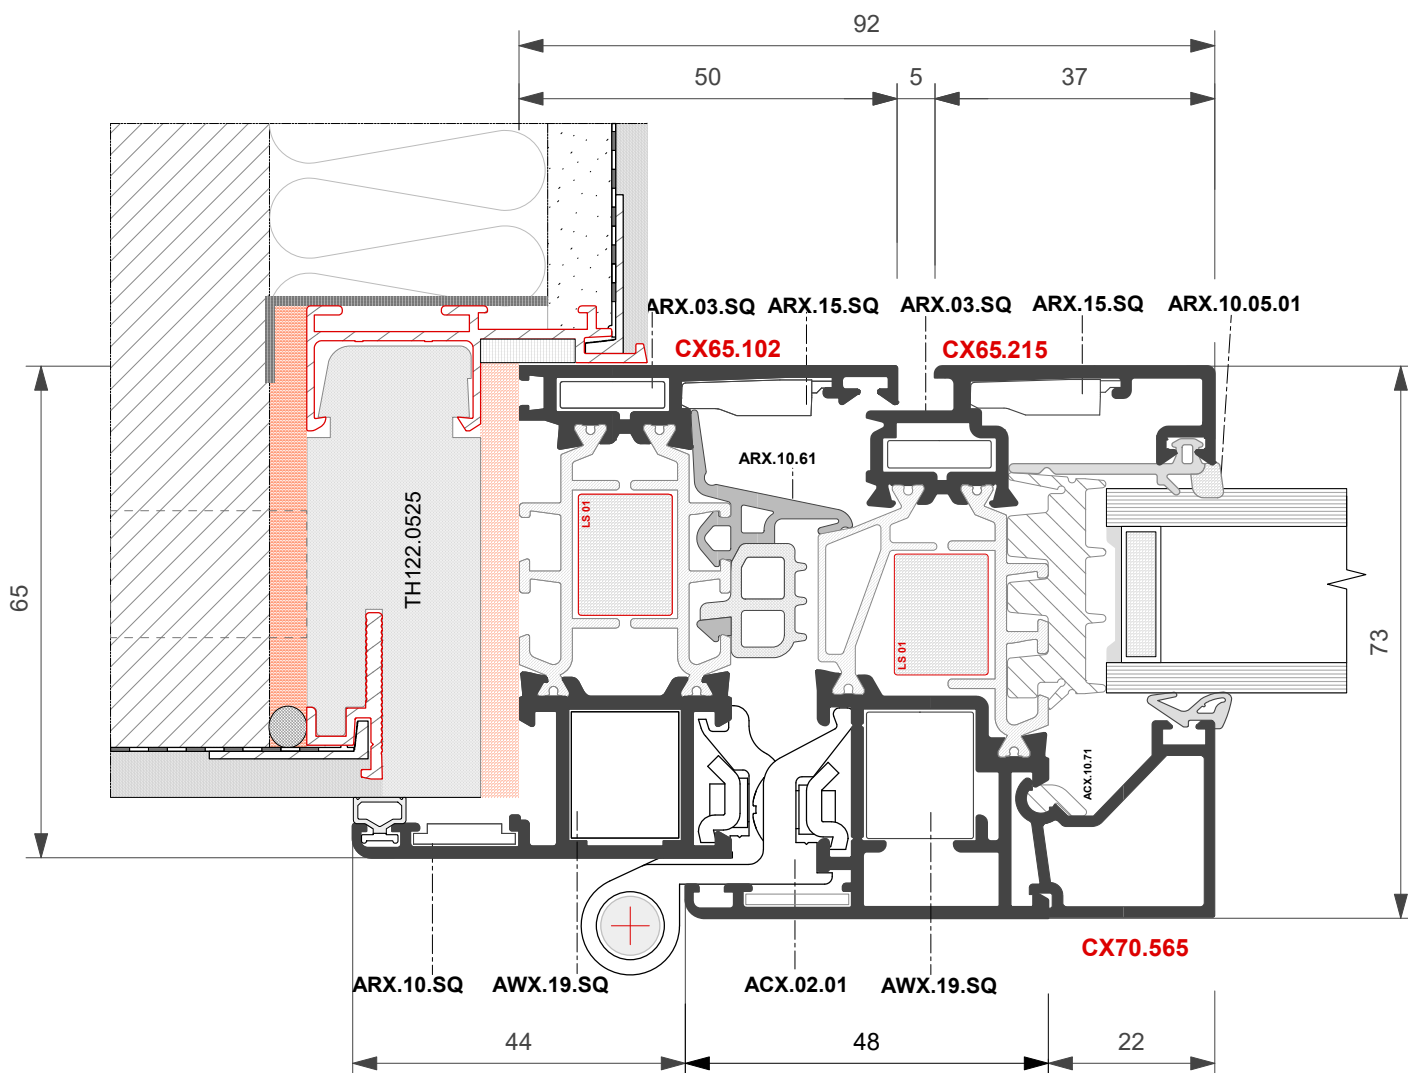 92
50 5 37
ARX.03.SQ ARX.15.SQ ARX.03.SQ ARX.15.SQ ARX.10.05.01
CX65.102 CX65.215
ARX.10.61
LS 01
TH122.0525
LS 01
65
73
ACX.10.71
CX70.565
ARX.10.SQ AWX.19.SQ ACX.02.01 AWX.19.SQ
44 48 22